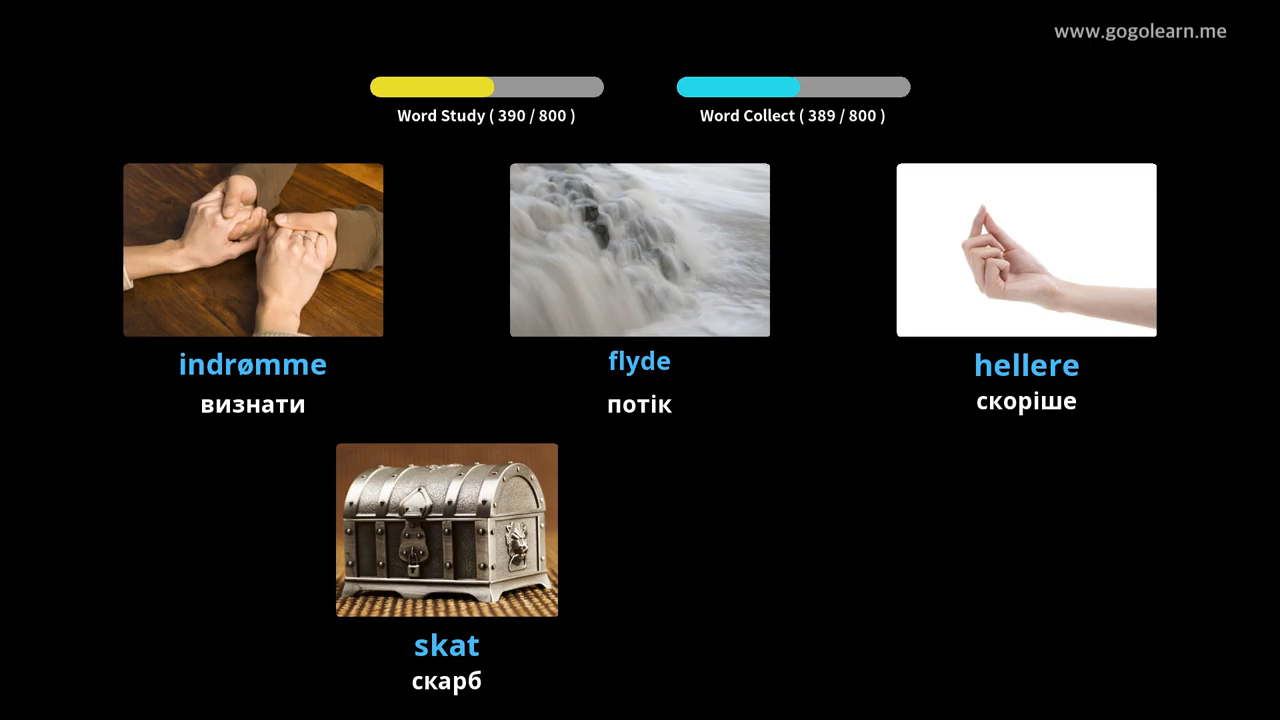 www.gogolearn.me
Word Study ( 390 / 800 )
Word Collect ( 389 / 800 )
indrømme
визнати
flyde
потік
hellere
скоріше
skat
скарб